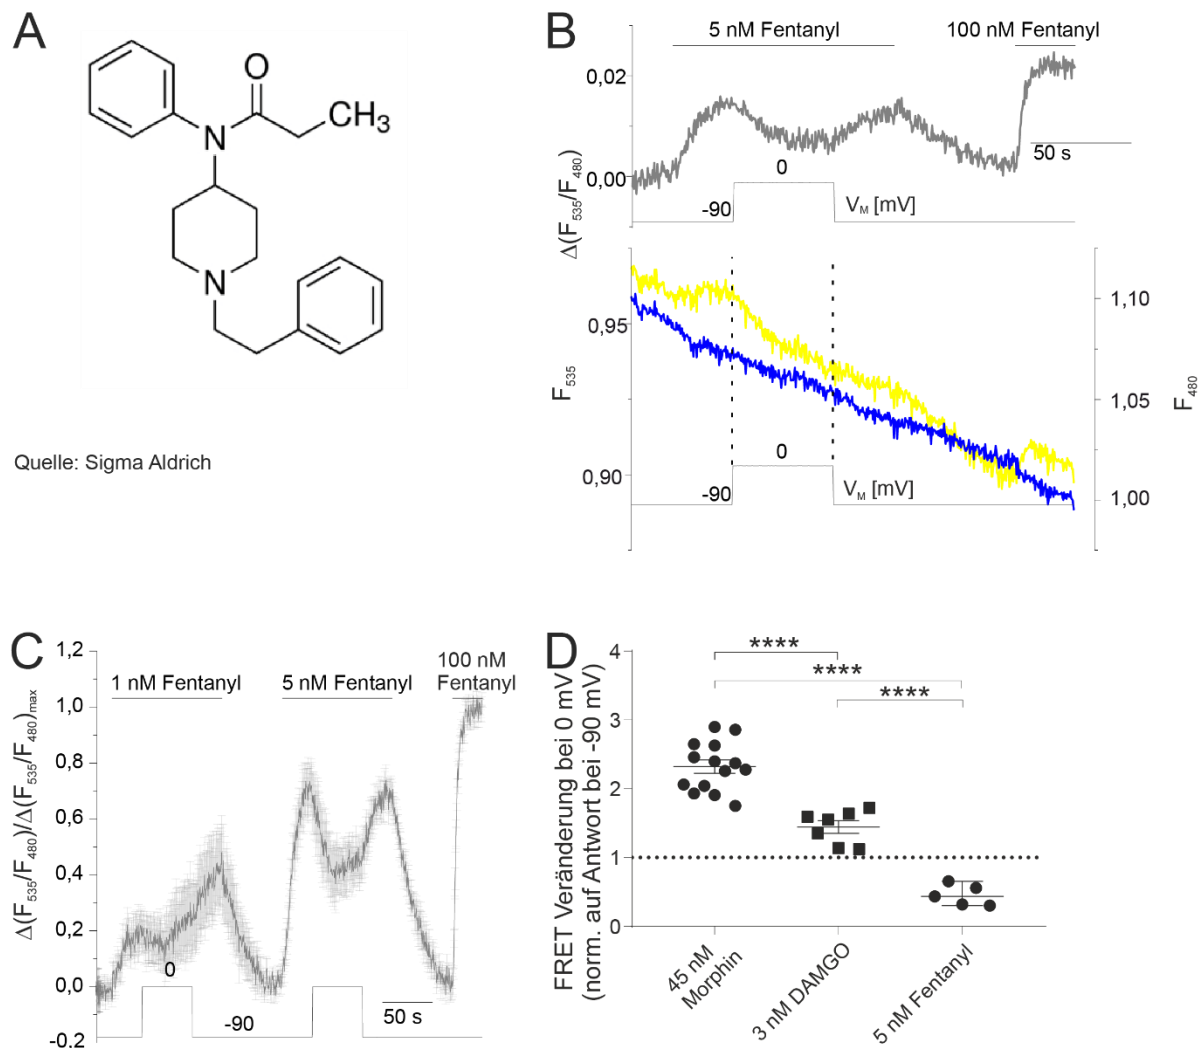 A
O
CH3
N
N
Quelle: Sigma Aldrich
B
5 nM Fentanyl
100 nM Fentanyl
0,02
0,00
Δ(F535/F480)
50 s
0
-90
VM [mV]
0,95
0,90
F535
1,10
1,05
1,00
F480
0
-90
VM [mV]
C
1,2
1,0
0,8
0,6
0,4
0,2
0,0
-0.2
Δ(F535/F480)/Δ(F535/F480)max
1 nM Fentanyl
5 nM Fentanyl
100 nM
Fentanyl
0
-90
50 s
D
FRET Veränderung bei 0 mV
(norm. auf Antwort bei -90 mV)
4
3
2
1
0
****
****
****
45 nM
Morphin
3 nM DAMGO
5 nM Fentanyl